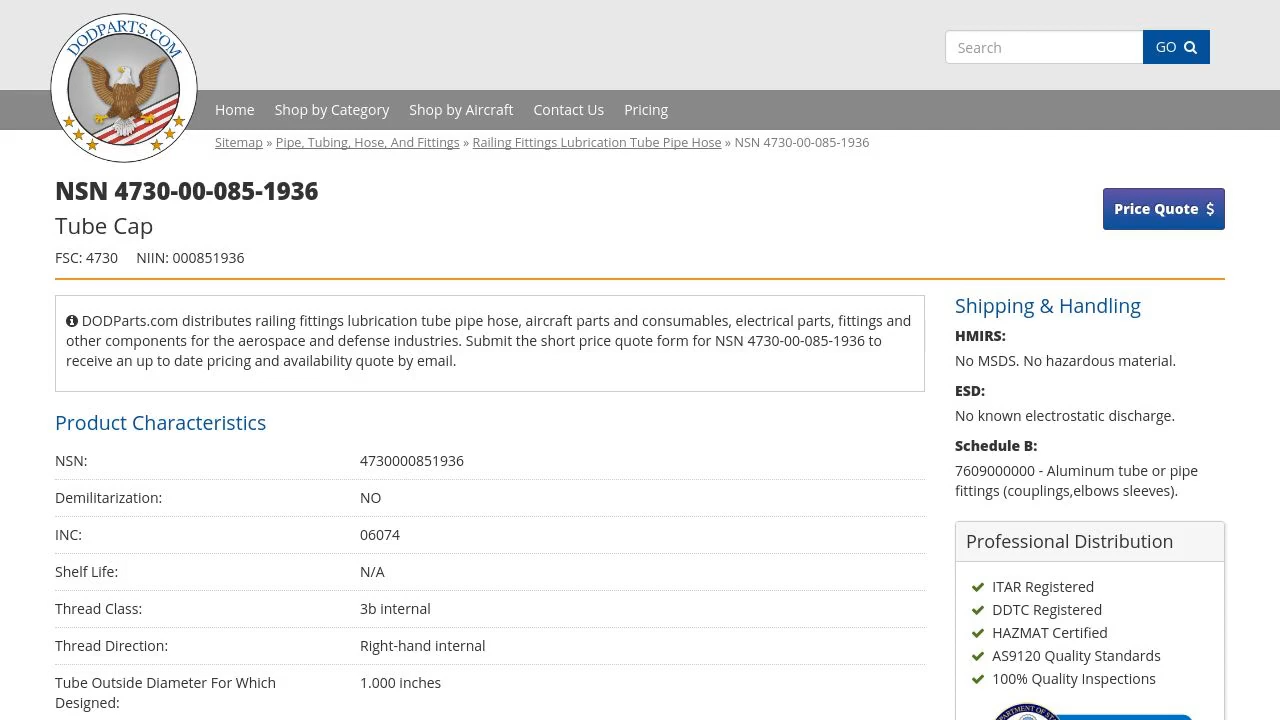 DODPARTS.COM
Search
GO
Home Shop by Category Shop by Aircraft Contact Us Pricing
Sitemap » Pipe, Tubing, Hose, And Fittings » Railing Fittings Lubrication Tube Pipe Hose » NSN 4730-00-085-1936
NSN 4730-00-085-1936
Tube Cap
FSC: 4730 NIIN: 000851936
Price Quote $
DODParts.com distributes railing fittings lubrication tube pipe hose, aircraft parts and consumables, electrical parts, fittings and
other components for the aerospace and defense industries. Submit the short price quote form for NSN 4730-00-085-1936 to
receive an up to date pricing and availability quote by email.
Product Characteristics
NSN: 4730000851936
Demilitarization: NO
INC: 06074
Shelf Life: N/A
Thread Class: 3b internal
Thread Direction: Right-hand internal
Tube Outside Diameter For Which 1.000 inches
Designed:
Shipping & Handling
HMIRS:
No MSDS. No hazardous material.
ESD:
No known electrostatic discharge.
Schedule B:
7609000000 - Aluminum tube or pipe
fittings (couplings,elbows sleeves).
Professional Distribution
ITAR Registered
DDTC Registered
HAZMAT Certified
AS9120 Quality Standards
100% Quality Inspections